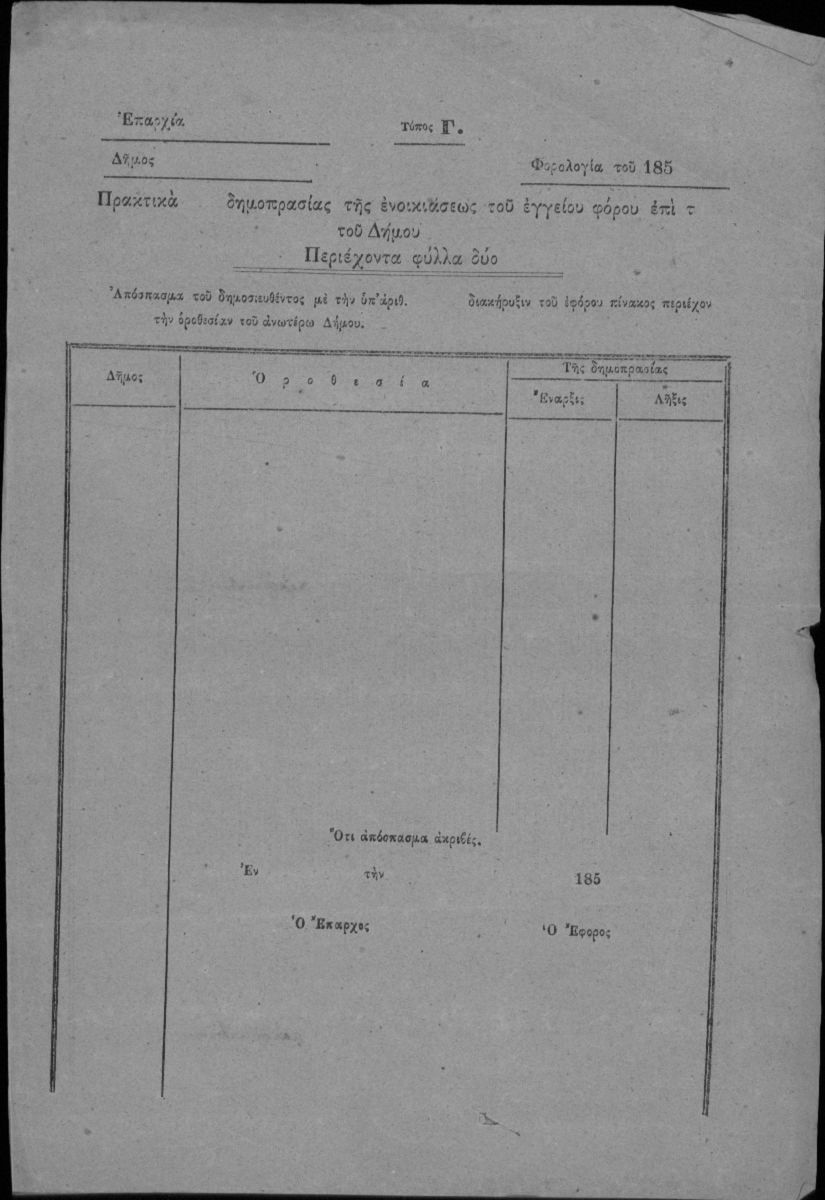 Ἐπαρχία
Τύπος Γ.
Δῆμος
Φορολογία τοῦ 185
Πρακτικὰ δημοπρασίας τῆς ἐνοικιάσεως τοῦ ἐγγείου φόρου ἐπὶ τ
τοῦ Δήμου
Περιέχοντα φύλλα δύο
Ἀπόσπασμα τοῦ δημοσιευθέντος μὲ τὴν ὑπ’ ἀριθ. διακήρυξιν τοῦ ἐφόρου πίνακος περιέχον
τὴν ὁροθεσίαν τοῦ ἀνωτέρω Δήμου.
Δῆμος
Ὁροθεσία
Τῆς δημοπρασίας
Ἔναρξις
Λῆξις
Ὅτι ἀπόσπασμα ἀκριβές.
Ἐν τὴν 185
Ὁ Ἔπαρχος
Ὁ Ἔφορος